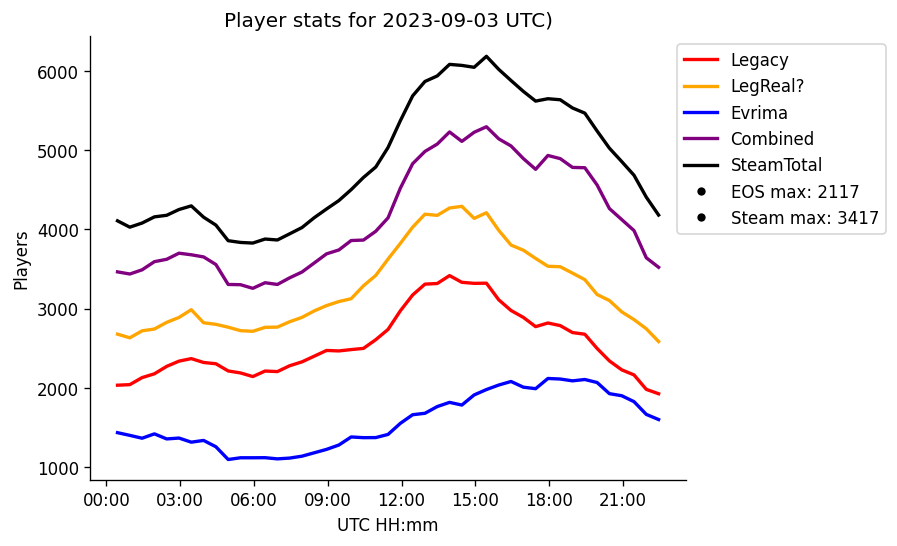 Player stats for 2023-09-03 UTC)
Players
6000
5000
4000
3000
2000
1000
00:00 03:00 06:00 09:00 12:00 15:00 18:00 21:00
UTC HH:mm
Legacy
LegReal?
Evrima
Combined
SteamTotal
EOS max: 2117
Steam max: 3417